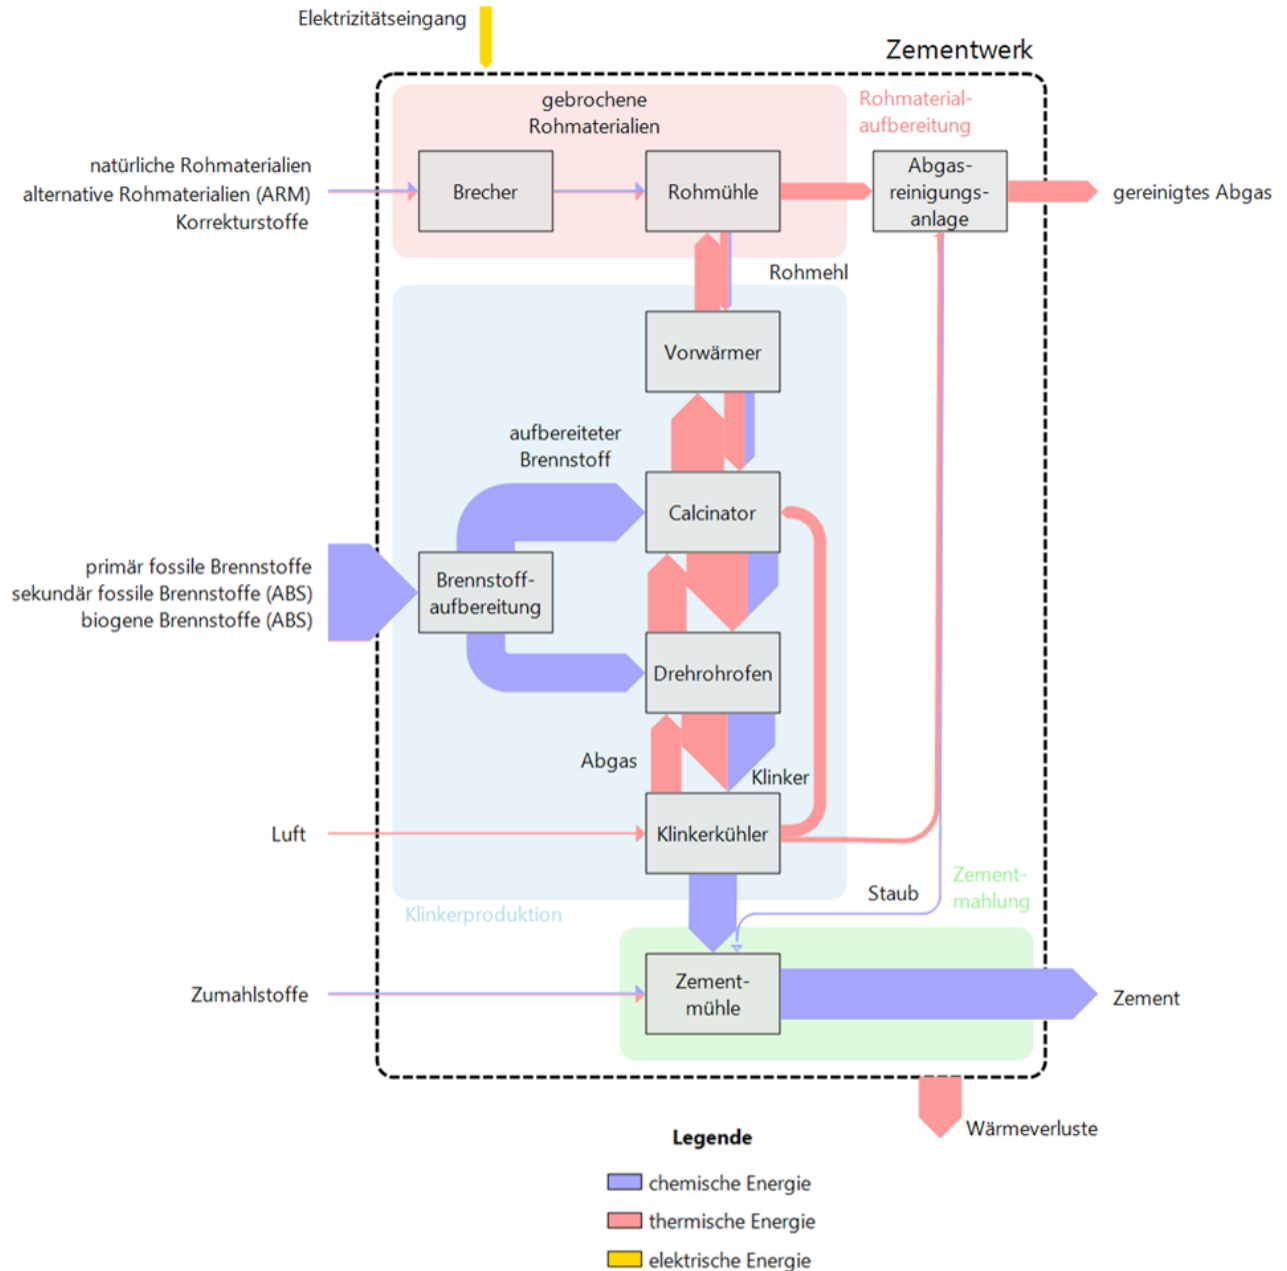 Elektrizitätseingang
Zementwerk
gebrochene
Rohmaterialien
Rohmaterial-
aufbereitung
natürliche Rohmaterialien
alternative Rohmaterialien (ARM)
Korrekturstoffe
Brecher
Rohmühle
Abgas-
reinigungs-
anlage
gereinigtes Abgas
Rohmehl
Vorwärmer
aufbereiteter
Brennstoff
Calcinator
primär fossile Brennstoffe
sekundär fossile Brennstoffe (ABS)
biogene Brennstoffe (ABS)
Brennstoff-
aufbereitung
Drehrohrofen
Abgas
Klinker
Luft
Klinkerkühler
Klinkerproduktion
Staub
Zement-
mahlung
Zumahlstoffe
Zement-
mühle
Zement
Wärmeverluste
Legende
chemische Energie
thermische Energie
elektrische Energie